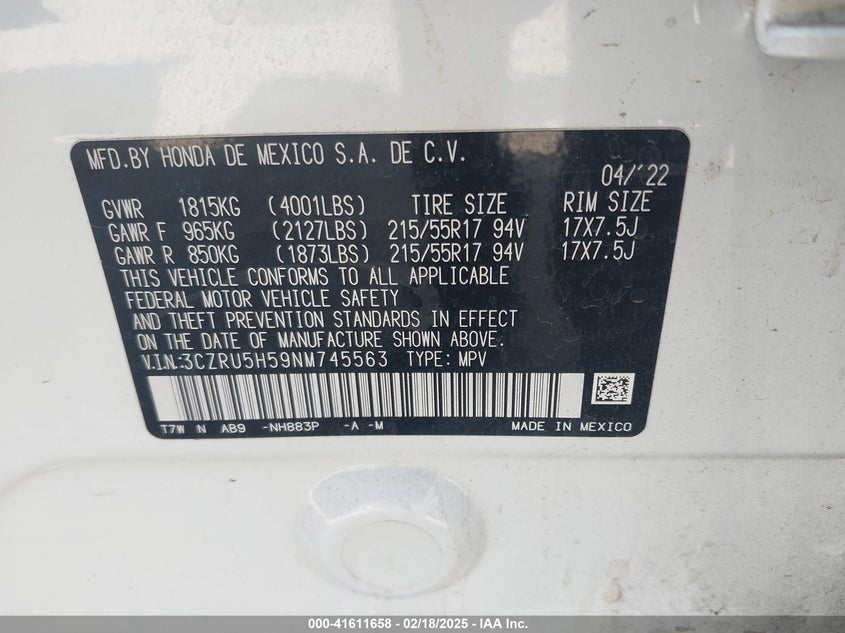 MFD.BY HONDA DE MEXICO S.A. DE C.V.
04/'22
GVWR 1815KG (4001LBS) TIRE SIZE RIM SIZE
GAWR F 965KG (2127LBS) 215/55R17 94V 17X7.5J
GAWR R 850KG (1873LBS) 215/55R17 94V 17X7.5J
THIS VEHICLE CONFORMS TO ALL APPLICABLE
FEDERAL MOTOR VEHICLE SAFETY
AND THEFT PREVENTION STANDARDS IN EFFECT
ON THE DATE OF MANUFACTURE SHOWN ABOVE.
V.I.N:3CZRU5H59NM745563 TYPE: MPV
T7W N AB9 -NH883P -A -M MADE IN MEXICO
000-41611658 - 02/18/2025 - IAA Inc.